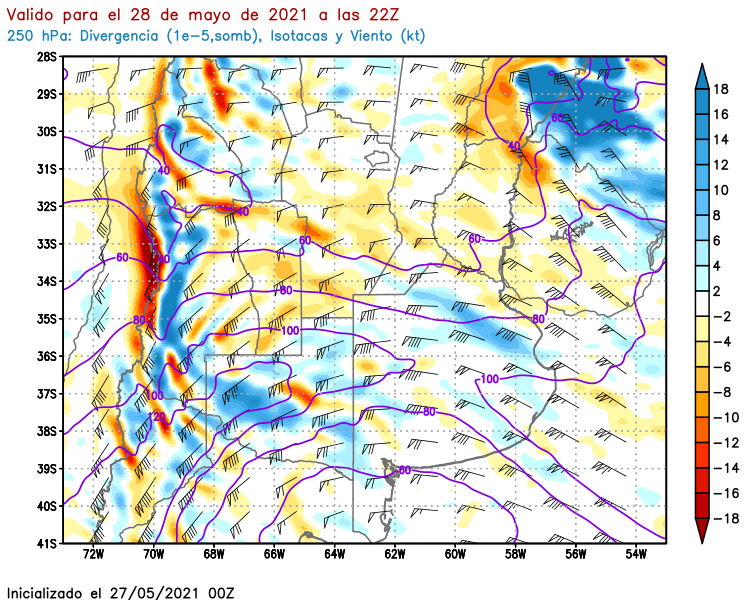 Valido para el 28 de mayo de 2021 a las 22Z
250 hPa: Divergencia (1e−5,somb), Isotacas y Viento (kt)
28S
29S
30S
31S
32S
33S
34S
35S
36S
37S
38S
39S
40S
41S
72W
70W
68W
66W
64W
62W
60W
58W
56W
54W
60
40
40
40
60
40
60
60
60
80
80
80
100
100
100
120
80
60
18
16
14
12
10
8
6
4
2
−2
−4
−6
−8
−10
−12
−14
−16
−18
Inicializado el 27/05/2021 00Z